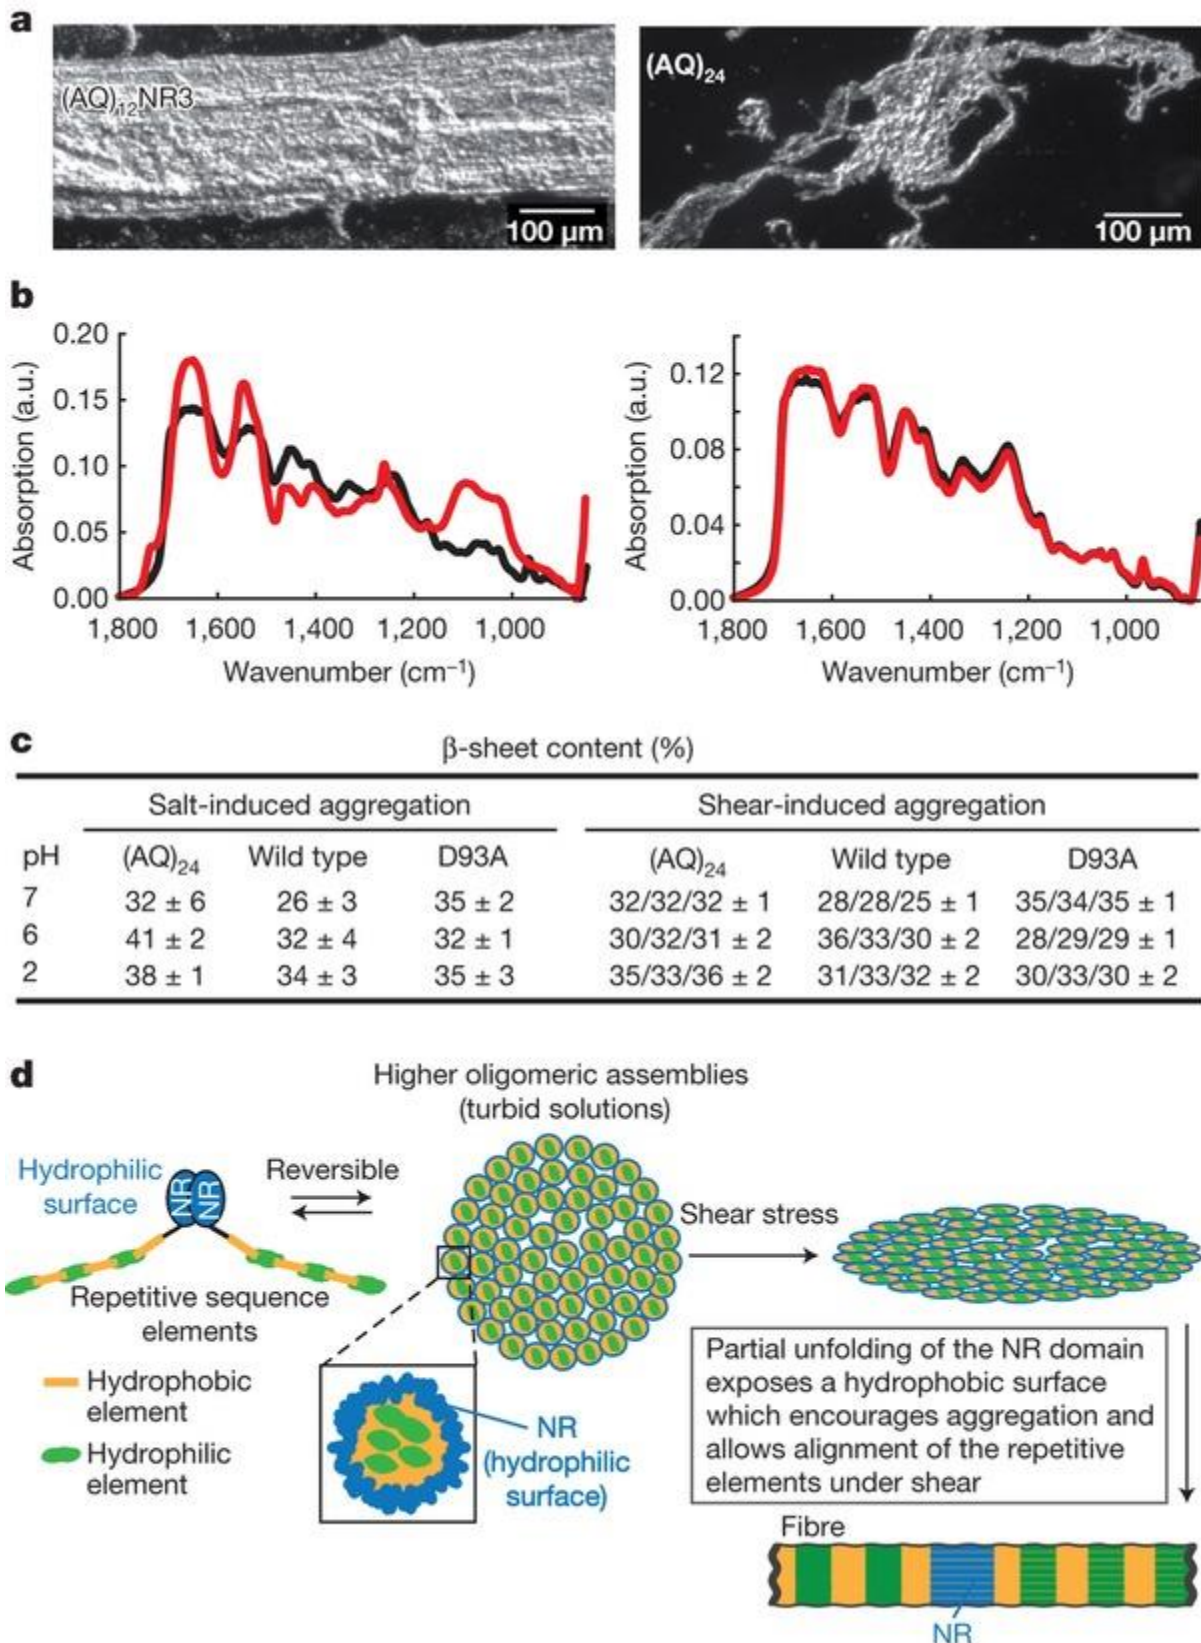 a
(AQ)₁₂NR3
100 µm
(AQ)₂₄
100 µm
b
Absorption (a.u.)
0.20
0.15
0.10
0.05
0.00
1,800 1,600 1,400 1,200 1,000
Wavenumber (cm⁻¹)
Absorption (a.u.)
0.12
0.08
0.04
0.00
1,800 1,600 1,400 1,200 1,000
Wavenumber (cm⁻¹)
c
β-sheet content (%)
Salt-induced aggregation Shear-induced aggregation
pH (AQ)₂₄ Wild type D93A (AQ)₂₄ Wild type D93A
7 32 ± 6 26 ± 3 35 ± 2 32/32/32 ± 1 28/28/25 ± 1 35/34/35 ± 1
6 41 ± 2 32 ± 4 32 ± 1 30/32/31 ± 2 36/33/30 ± 2 28/29/29 ± 1
2 38 ± 1 34 ± 3 35 ± 3 35/33/36 ± 2 31/33/32 ± 2 30/33/30 ± 2
d
Higher oligomeric assemblies
(turbid solutions)
Hydrophilic
surface
NR
NR
Reversible
Shear stress
Repetitive sequence
elements
Hydrophobic
element
Hydrophilic
element
NR
(hydrophilic
surface)
Partial unfolding of the NR domain
exposes a hydrophobic surface
which encourages aggregation and
allows alignment of the repetitive
elements under shear
Fibre
NR